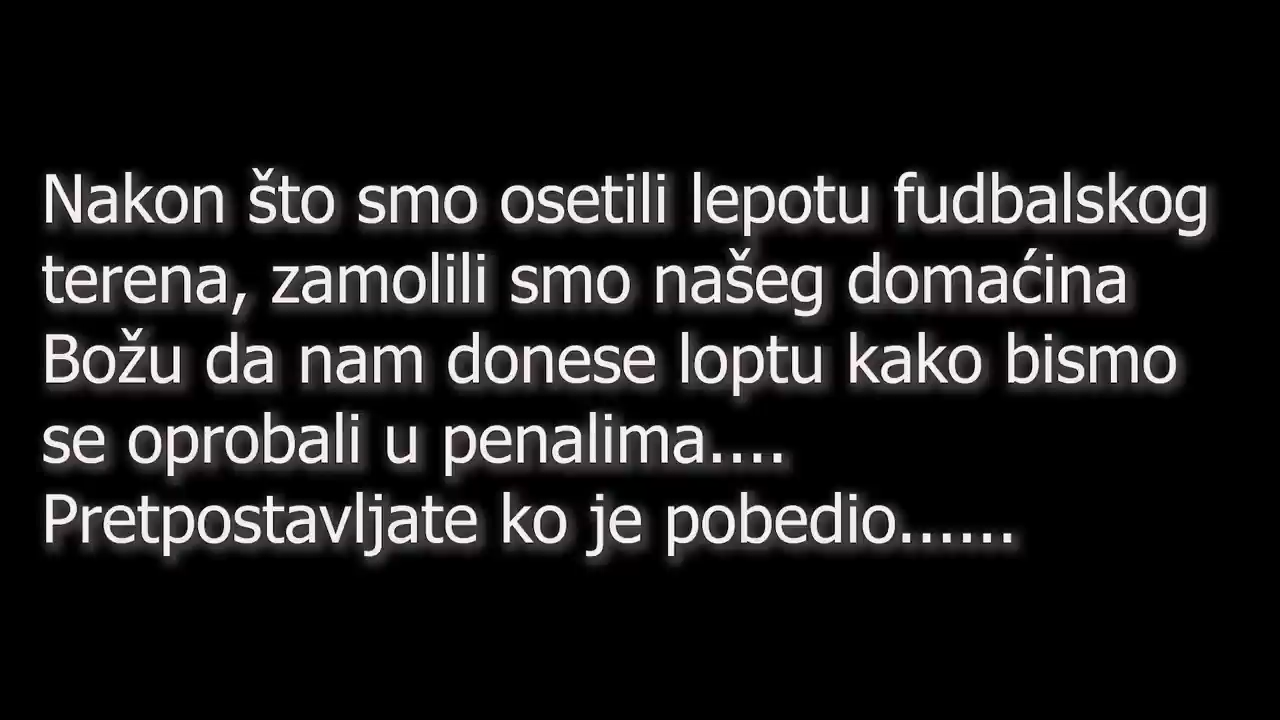 Nakon što smo osetili lepotu fudbalskog
terena, zamolili smo našeg domaćina
Božu da nam donese loptu kako bismo
se oprobali u penalima....
Pretpostavljate ko je pobedio......